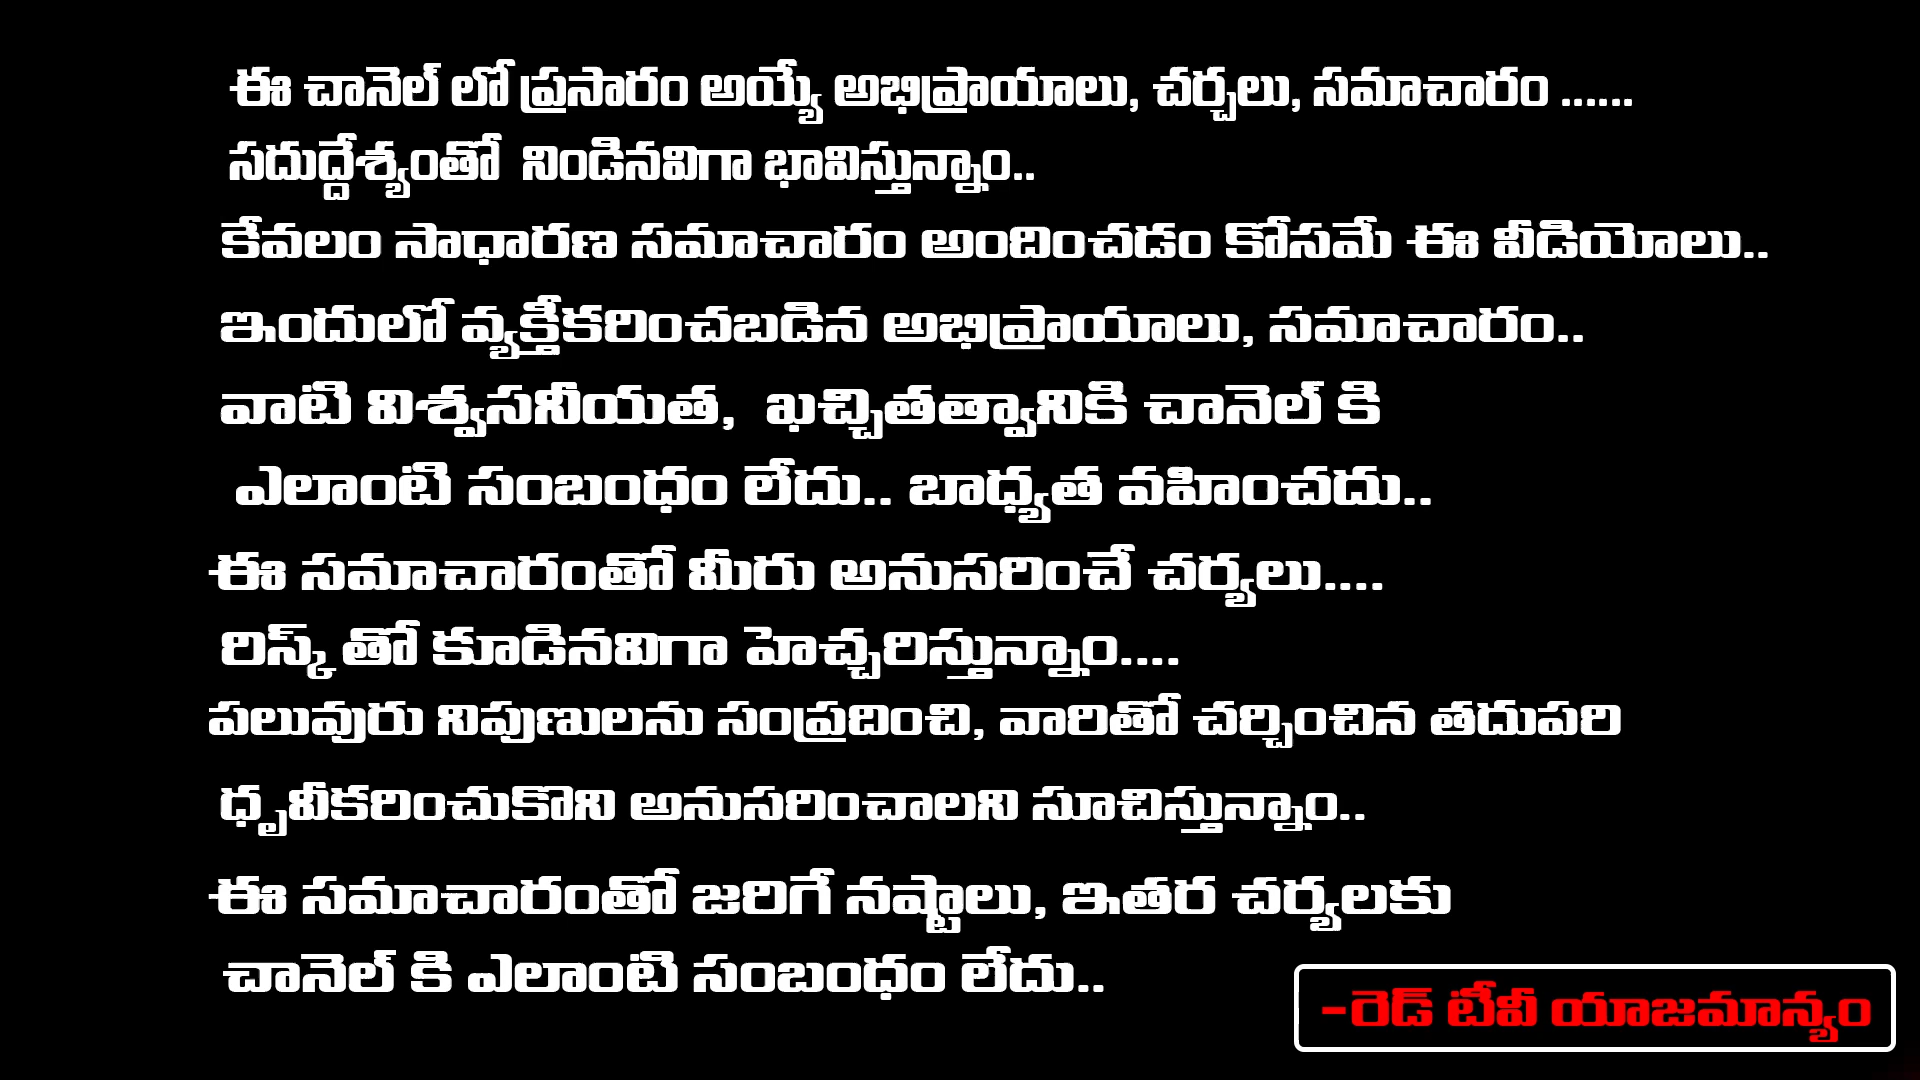 ఈ చానెల్ లో ప్రసారం అయ్యే అభిప్రాయాలు, చర్చలు, సమాచారం ......
సదుద్దేశ్యంతో నిండినవిగా భావిస్తున్నాం..
కేవలం సాధారణ సమాచారం అందించడం కోసమే ఈ వీడియోలు..
ఇందులో వ్యక్తీకరించబడిన అభిప్రాయాలు, సమాచారం..
వాటి విశ్వసనీయత, ఖచ్చితత్వానికి చానెల్ కి
ఎలాంటి సంబంధం లేదు.. బాధ్యత వహించదు..
ఈ సమాచారంతో మీరు అనుసరించే చర్యలు....
రిస్క్ తో కూడినవిగా హెచ్చరిస్తున్నాం....
పలువురు నిపుణులను సంప్రదించి, వారితో చర్చించిన తదుపరి
ధృవీకరించుకొని అనుసరించాలని సూచిస్తున్నాం..
ఈ సమాచారంతో జరిగే నష్టాలు, ఇతర చర్యలకు
చానెల్ కి ఎలాంటి సంబంధం లేదు..
-రెడ్ టీవీ యాజమాన్యం